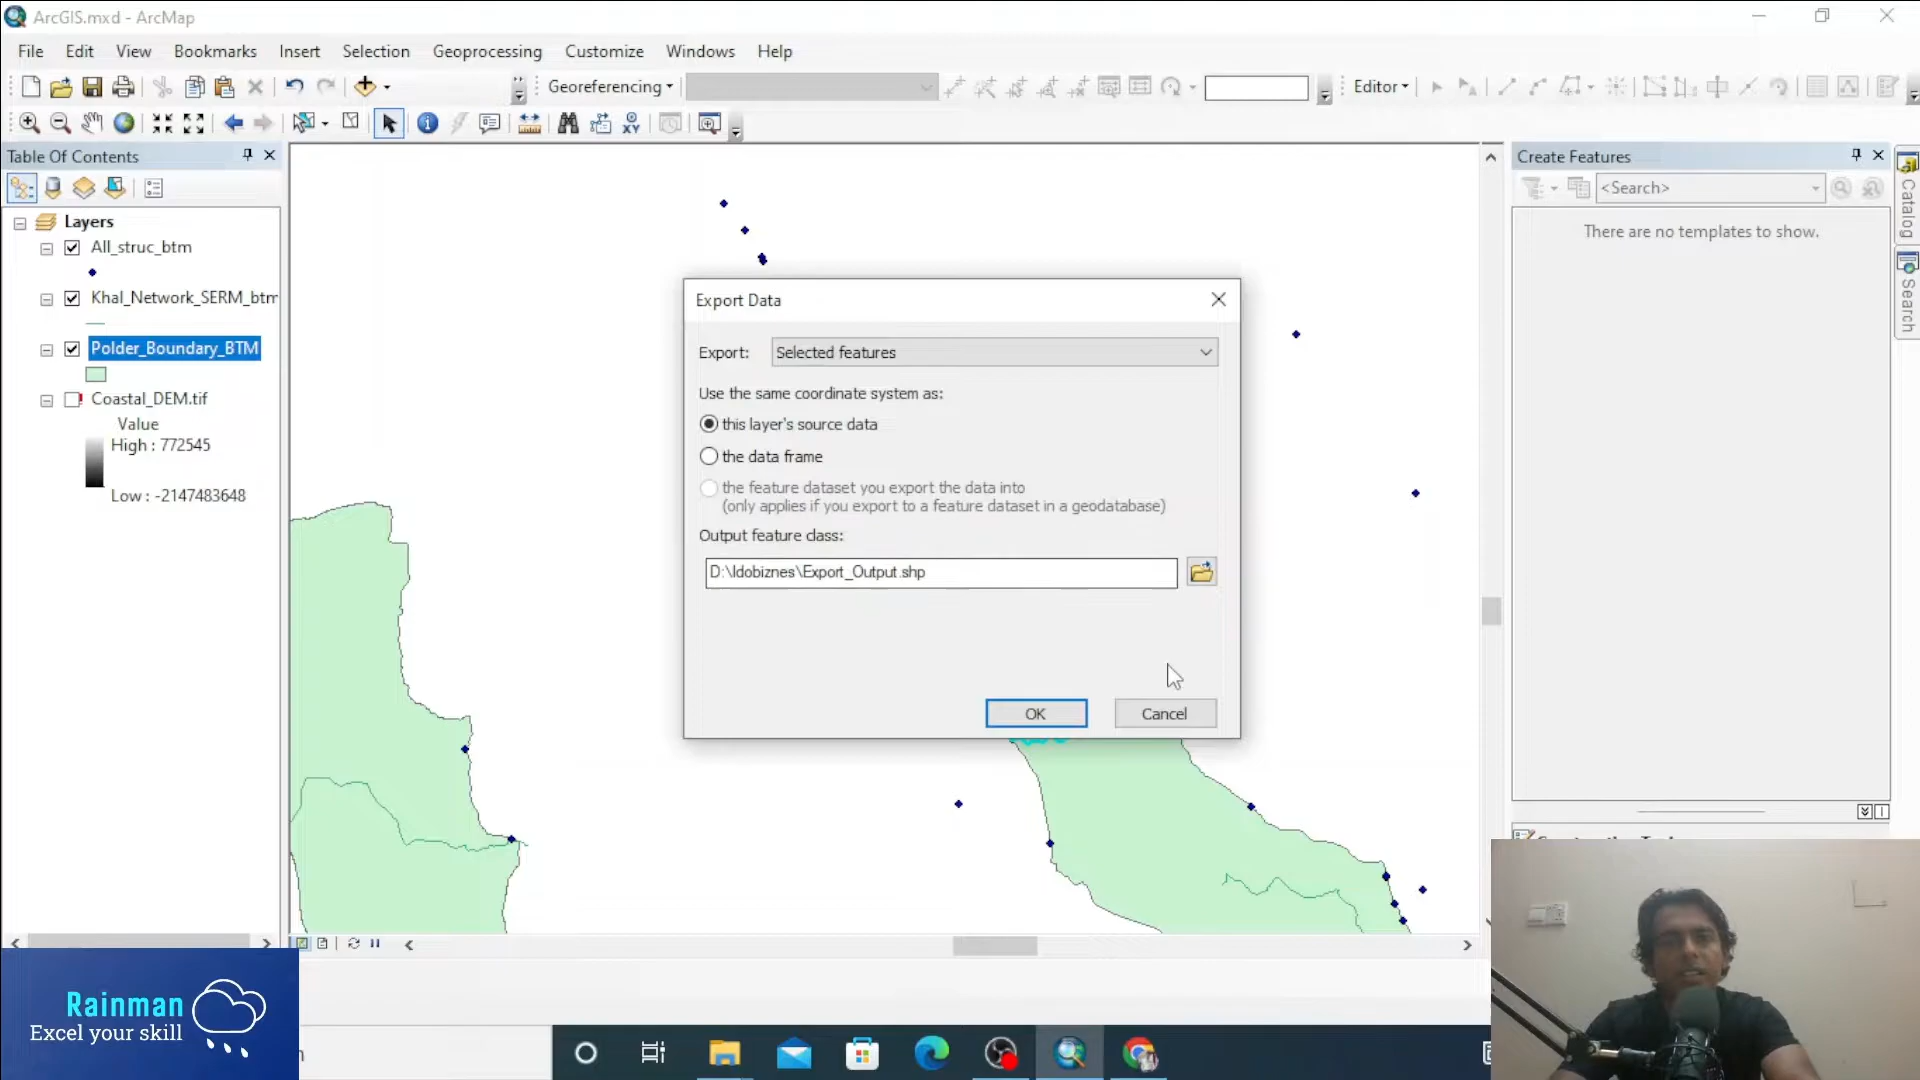 ArcGIS.mxd - ArcMap
File Edit View Bookmarks Insert Selection Geoprocessing Customize Windows Help
Georeferencing
Editor
XY
Table Of Contents
Layers
All_struc_btm
Khal_Network_SERM_btm
Polder_Boundary_BTM
Coastal_DEM.tif
Value
High : 772545
Low : -2147483648
Export Data
Export: Selected features
Use the same coordinate system as:
this layer's source data
the data frame
the feature dataset you export the data into
(only applies if you export to a feature dataset in a geodatabase)
Output feature class:
D:\Idobiznes\Export_Output.shp
OK Cancel
Create Features
<Search>
There are no templates to show.
Catalog
Search
Rainman
Excel your skill